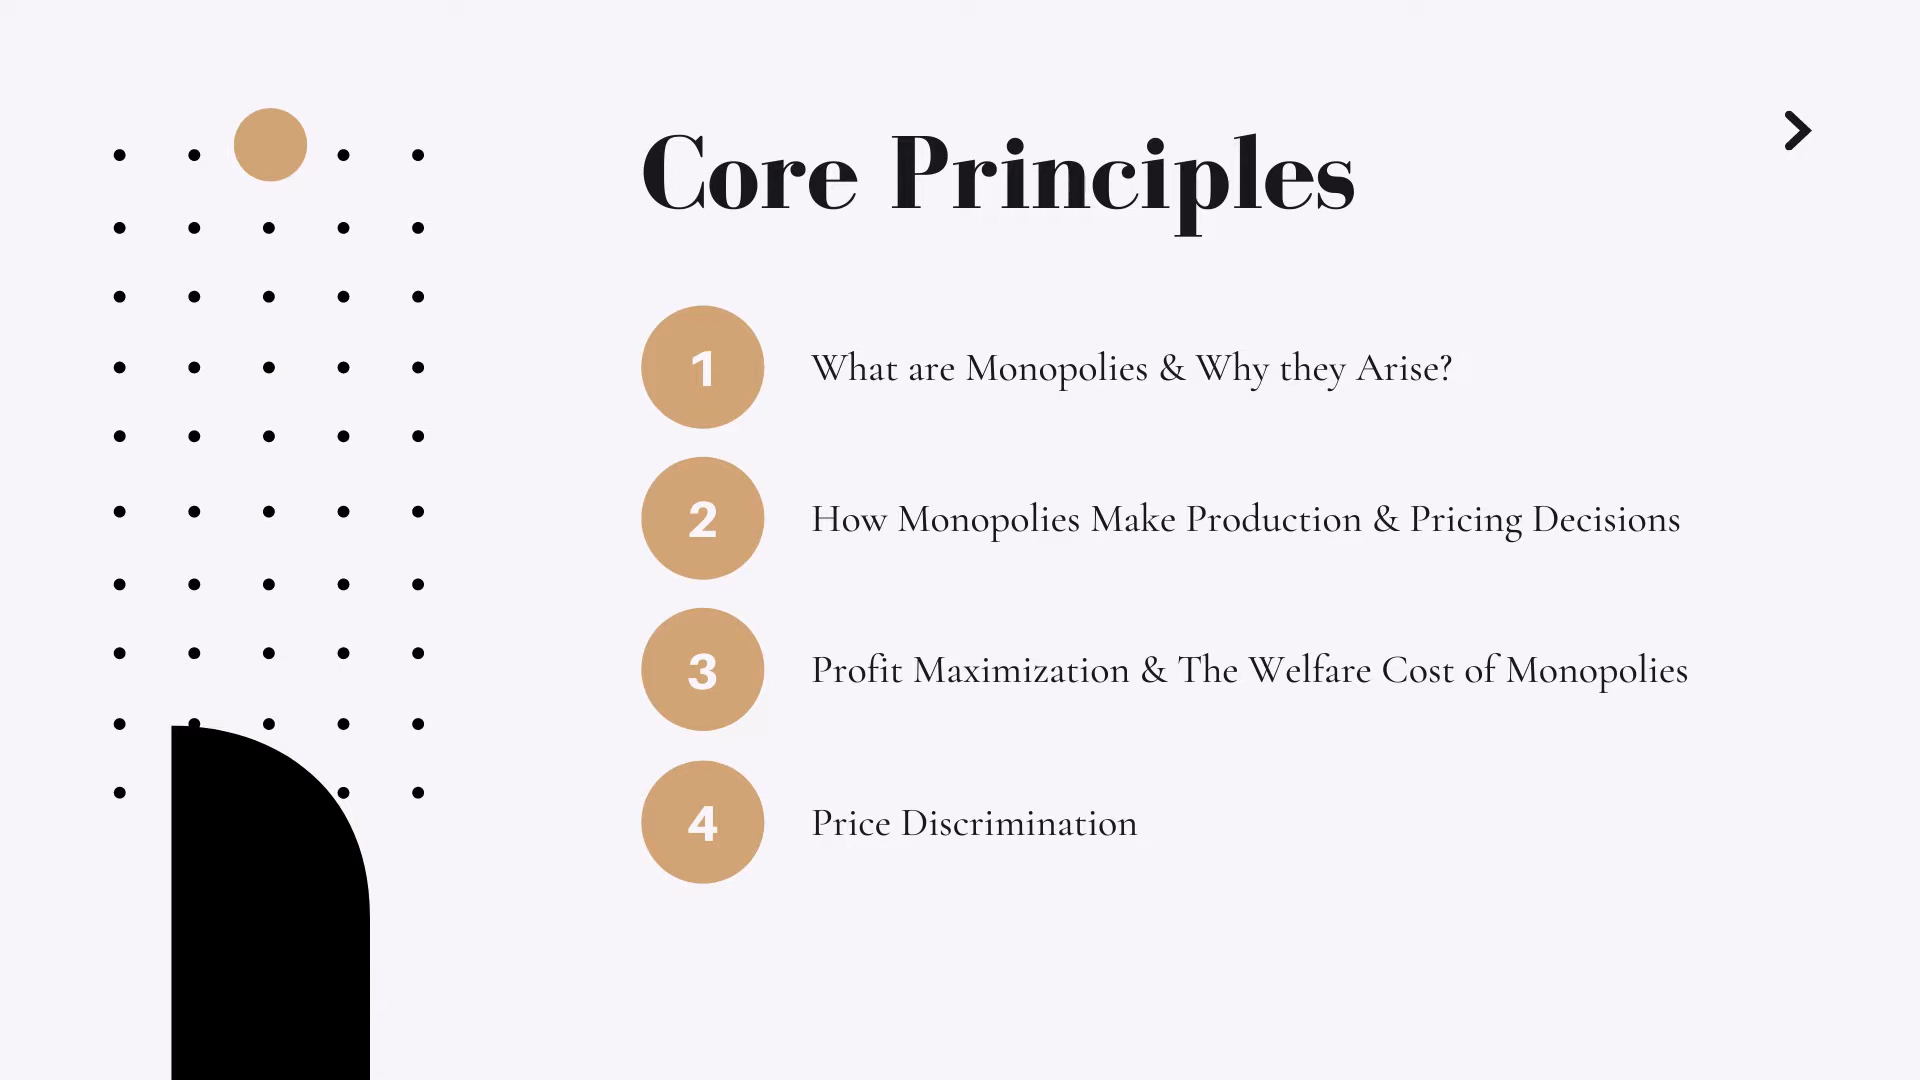 Core Principles
1 What are Monopolies & Why they Arise?
2 How Monopolies Make Production & Pricing Decisions
3 Profit Maximization & The Welfare Cost of Monopolies
4 Price Discrimination